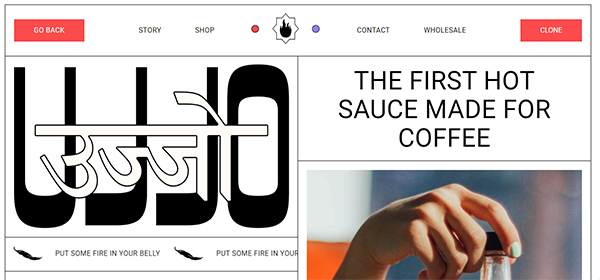 GO BACK
STORY
SHOP
CONTACT
WHOLESALE
CLONE
UJJO
उज्जो
THE FIRST HOT
SAUCE MADE FOR
COFFEE
PUT SOME FIRE IN YOUR BELLY
PUT SOME FIRE IN YOUR